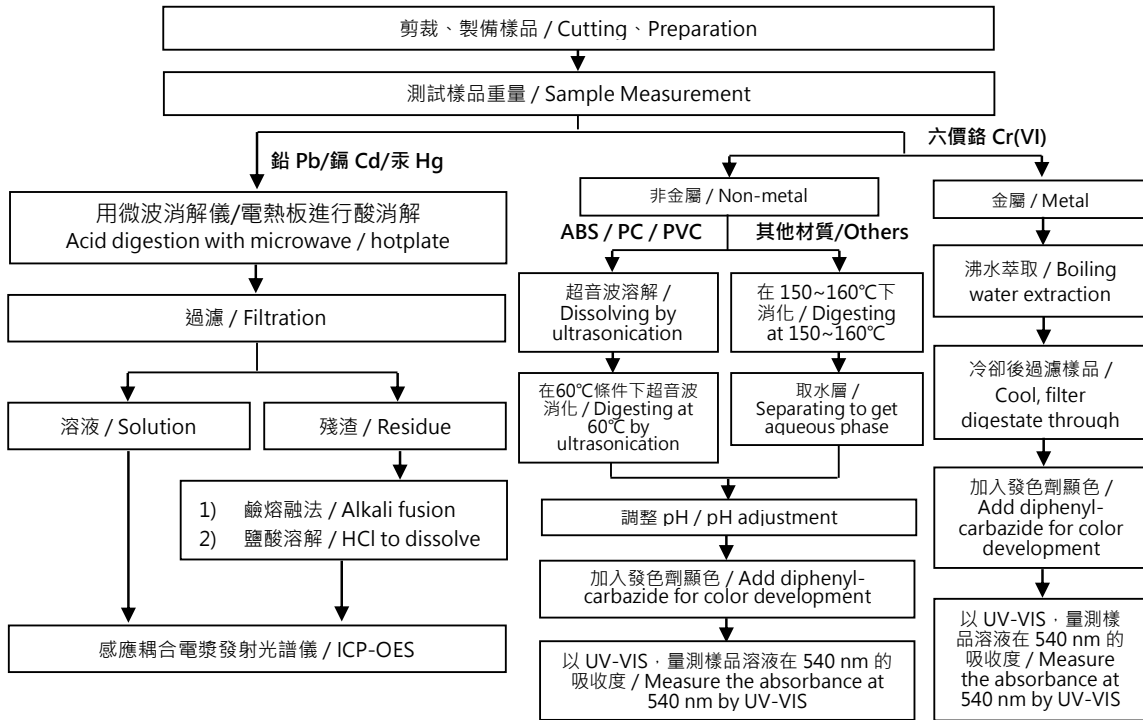 剪裁、製備樣品 / Cutting、Preparation
測試樣品重量 / Sample Measurement
鉛 Pb/鎘 Cd/汞 Hg
用微波消解儀/電熱板進行酸消解
Acid digestion with microwave / hotplate
過濾 / Filtration
溶液 / Solution
殘渣 / Residue
1) 鹼熔融法 / Alkali fusion
2) 鹽酸溶解 / HCl to dissolve
感應耦合電漿發射光譜儀 / ICP-OES
六價鉻 Cr(VI)
非金屬 / Non-metal
ABS / PC / PVC
其他材質/Others
超音波溶解 /
Dissolving by
ultrasonication
在60℃條件下超音波
消化 / Digesting at
60℃ by
ultrasonication
在 150~160℃下
消化 / Digesting
at 150~160℃
取水層 /
Separating to get
aqueous phase
調整 pH / pH adjustment
加入發色劑顯色 / Add diphenyl-
carbazide for color development
以 UV-VIS，量測樣品溶液在 540 nm 的
吸收度 / Measure the absorbance at
540 nm by UV-VIS
金屬 / Metal
沸水萃取 / Boiling
water extraction
冷卻後過濾樣品 /
Cool, filter
digestate through
加入發色劑顯色 /
Add diphenyl-
carbazide for color
development
以 UV-VIS，量測樣
品溶液在 540 nm 的
吸收度 / Measure
the absorbance at
540 nm by UV-VIS